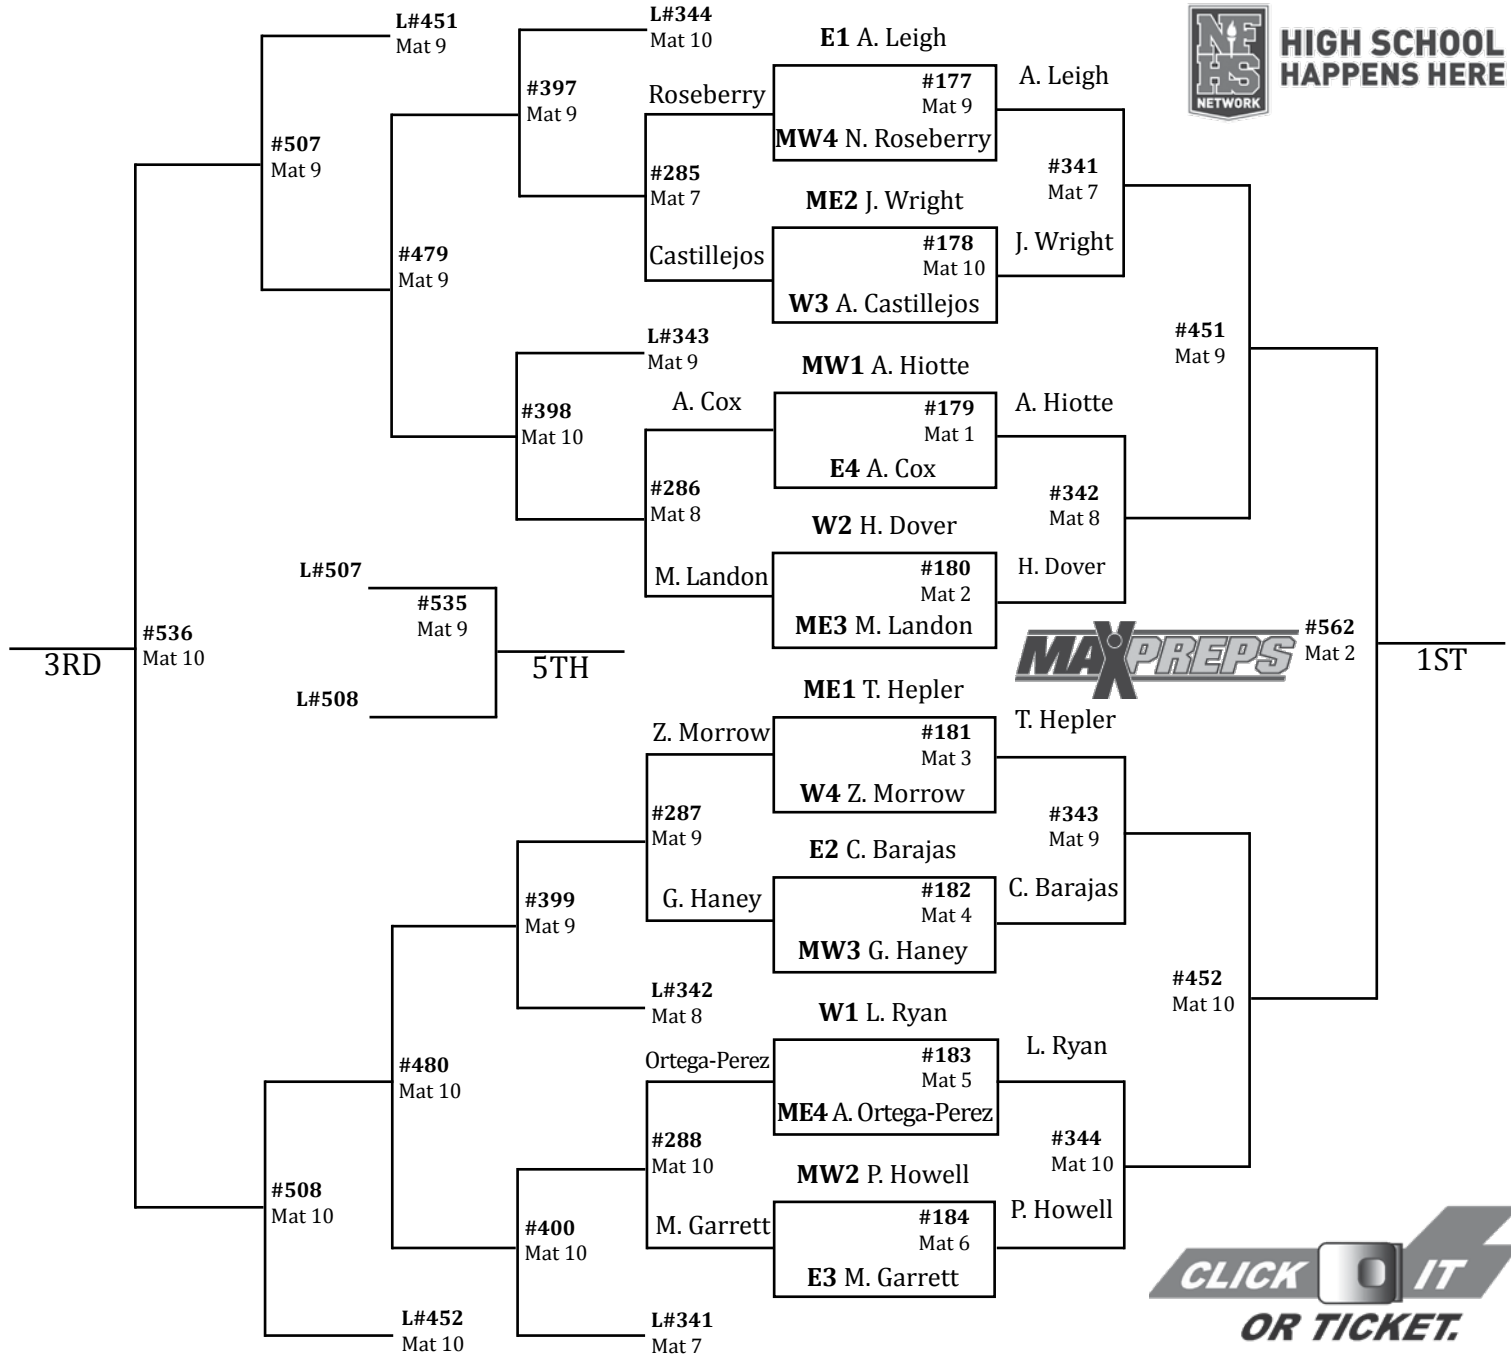 L#451
Mat 9
L#344
Mat 10
E1 A. Leigh
NFHS
NETWORK
HIGH SCHOOL
HAPPENS HERE
#397
Mat 9
Roseberry
#177
Mat 9
A. Leigh
MW4 N. Roseberry
#507
Mat 9
#285
Mat 7
ME2 J. Wright
#341
Mat 7
#479
Mat 9
Castillejos
#178
Mat 10
J. Wright
W3 A. Castillejos
L#343
Mat 9
MW1 A. Hiotte
#451
Mat 9
#398
Mat 10
A. Cox
#179
Mat 1
A. Hiotte
E4 A. Cox
#286
Mat 8
W2 H. Dover
#342
Mat 8
L#507
#535
Mat 9
M. Landon
#180
Mat 2
H. Dover
ME3 M. Landon
#536
Mat 10
3RD
5TH
MAXPREPS
#562
Mat 2
1ST
L#508
ME1 T. Hepler
Z. Morrow
#181
Mat 3
T. Hepler
W4 Z. Morrow
#287
Mat 9
E2 C. Barajas
#343
Mat 9
#399
Mat 9
G. Haney
#182
Mat 4
C. Barajas
MW3 G. Haney
L#342
Mat 8
W1 L. Ryan
#452
Mat 10
#480
Mat 10
Ortega-Perez
#183
Mat 5
L. Ryan
ME4 A. Ortega-Perez
#288
Mat 10
MW2 P. Howell
#344
Mat 10
#508
Mat 10
#400
Mat 10
M. Garrett
#184
Mat 6
P. Howell
E3 M. Garrett
L#452
Mat 10
L#341
Mat 7
CLICK IT
OR TICKET.